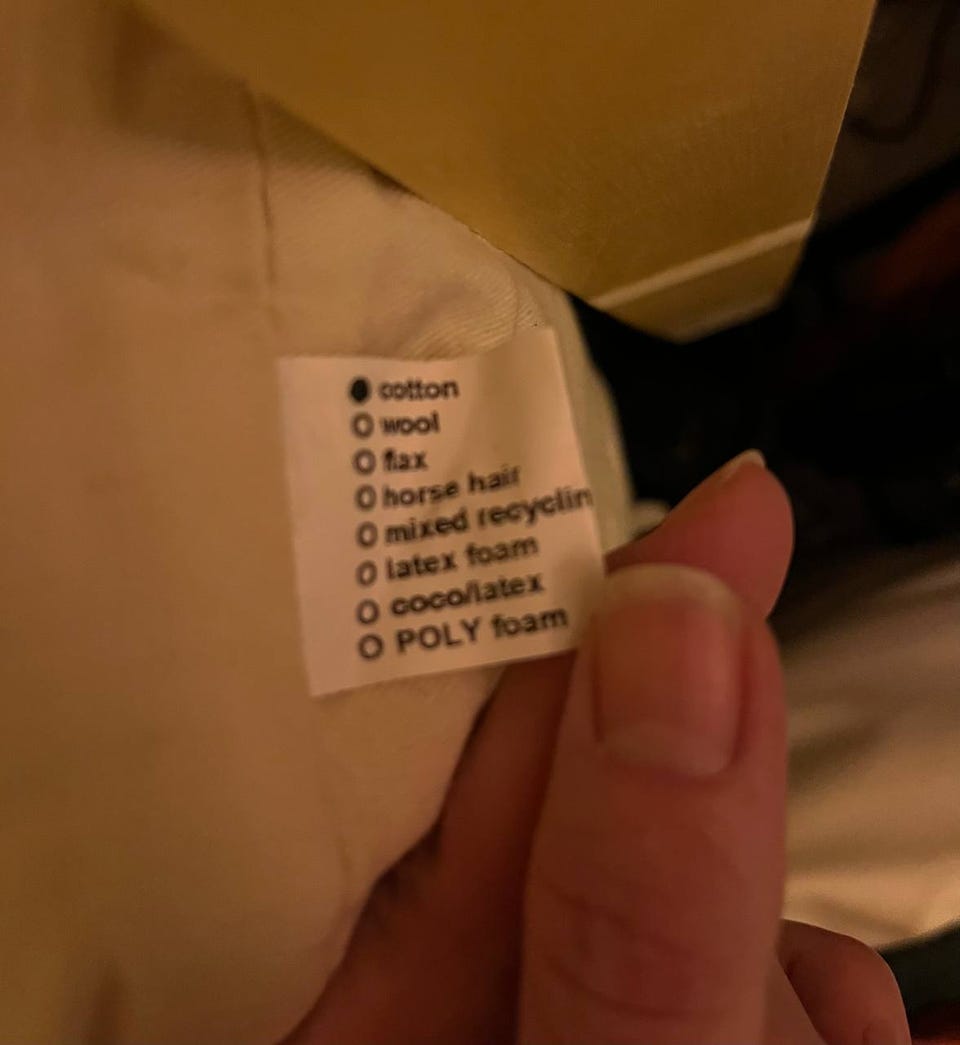 ● cotton
O wool
O flax
O horse hair
O mixed recyclin
O latex foam
O coco/latex
O POLY foam